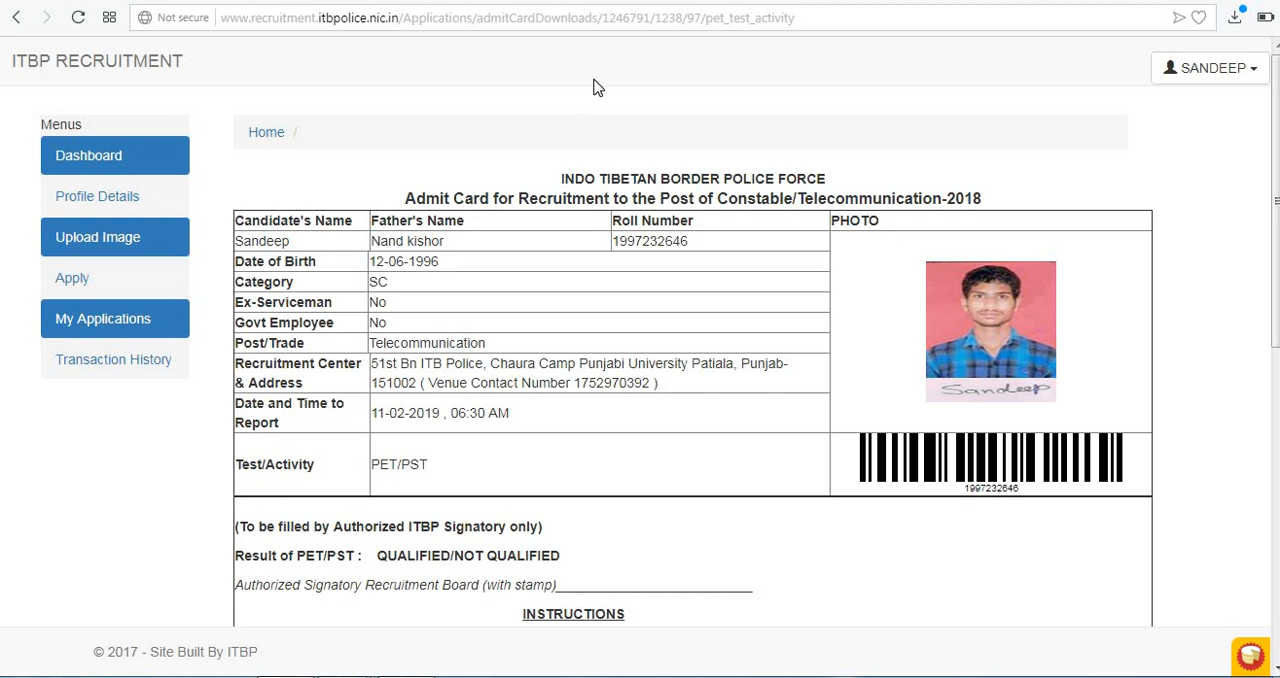 Not secure www.recruitment.itbpolice.nic.in/Applications/admitCardDownloads/1246791/1238/97/pet_test_activity
ITBP RECRUITMENT
SANDEEP
Menus
Dashboard
Profile Details
Upload Image
Apply
My Applications
Transaction History
Home /
INDO TIBETAN BORDER POLICE FORCE
Admit Card for Recruitment to the Post of Constable/Telecommunication-2018
Candidate's Name Father's Name Roll Number PHOTO
Sandeep Nand kishor 1997232646
Date of Birth 12-06-1996
Category SC
Ex-Serviceman No
Govt Employee No
Post/Trade Telecommunication
Recruitment Center 51st Bn ITB Police, Chaura Camp Punjabi University Patiala, Punjab-
& Address 151002 ( Venue Contact Number 1752970392 )
Date and Time to
Report 11-02-2019 , 06:30 AM
Sandeep
Test/Activity PET/PST
1997232646
(To be filled by Authorized ITBP Signatory only)
Result of PET/PST : QUALIFIED/NOT QUALIFIED
Authorized Signatory Recruitment Board (with stamp)____________________
INSTRUCTIONS
© 2017 - Site Built By ITBP